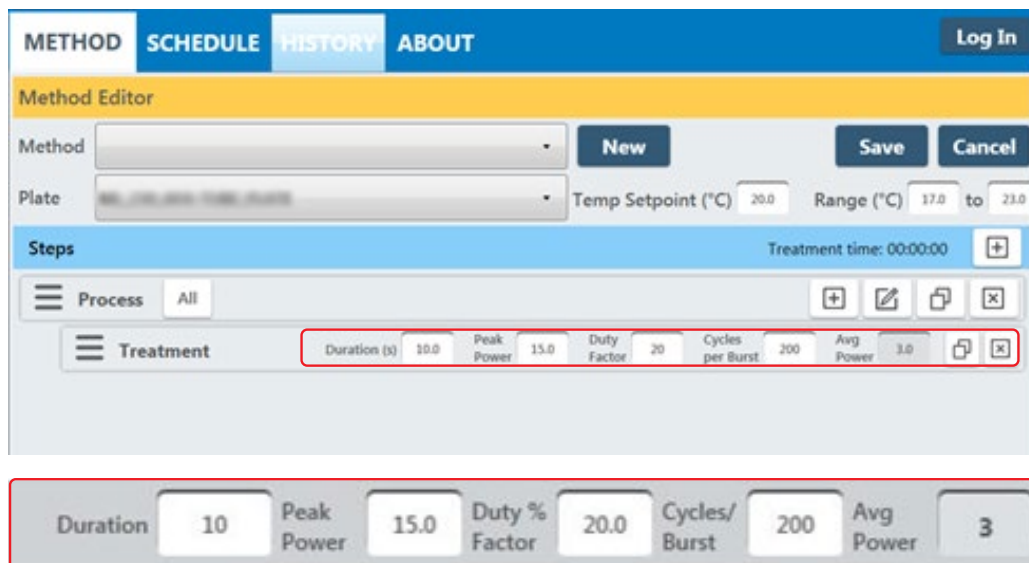 METHOD SCHEDULE HISTORY ABOUT Log In
Method Editor
Method New Save Cancel
Plate Temp Setpoint (°C) 20.0 Range (°C) 17.0 to 23.0
Steps Treatment time: 00:00:00
Process All
Treatment Duration (s) 10.0 Peak Power 15.0 Duty Factor 20 Cycles per Burst 200 Avg Power 3.0
Duration 10 Peak Power 15.0 Duty % Factor 20.0 Cycles/ Burst 200 Avg Power 3